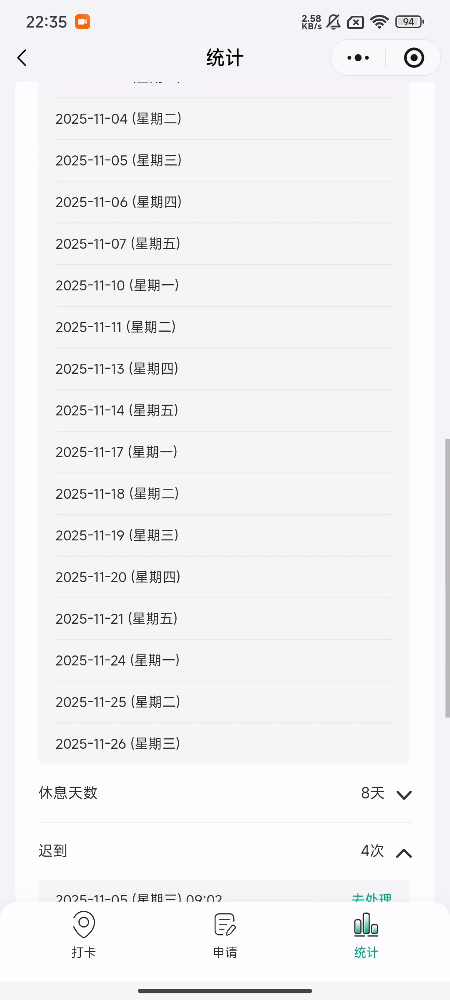 22:35
2.58
KB/s
94
统计
2025-11-04 (星期二)
2025-11-05 (星期三)
2025-11-06 (星期四)
2025-11-07 (星期五)
2025-11-10 (星期一)
2025-11-11 (星期二)
2025-11-13 (星期四)
2025-11-14 (星期五)
2025-11-17 (星期一)
2025-11-18 (星期二)
2025-11-19 (星期三)
2025-11-20 (星期四)
2025-11-21 (星期五)
2025-11-24 (星期一)
2025-11-25 (星期二)
2025-11-26 (星期三)
休息天数 8天
迟到 4次
2025-11-05 (星期三) 09:02 去处理
打卡 申请 统计